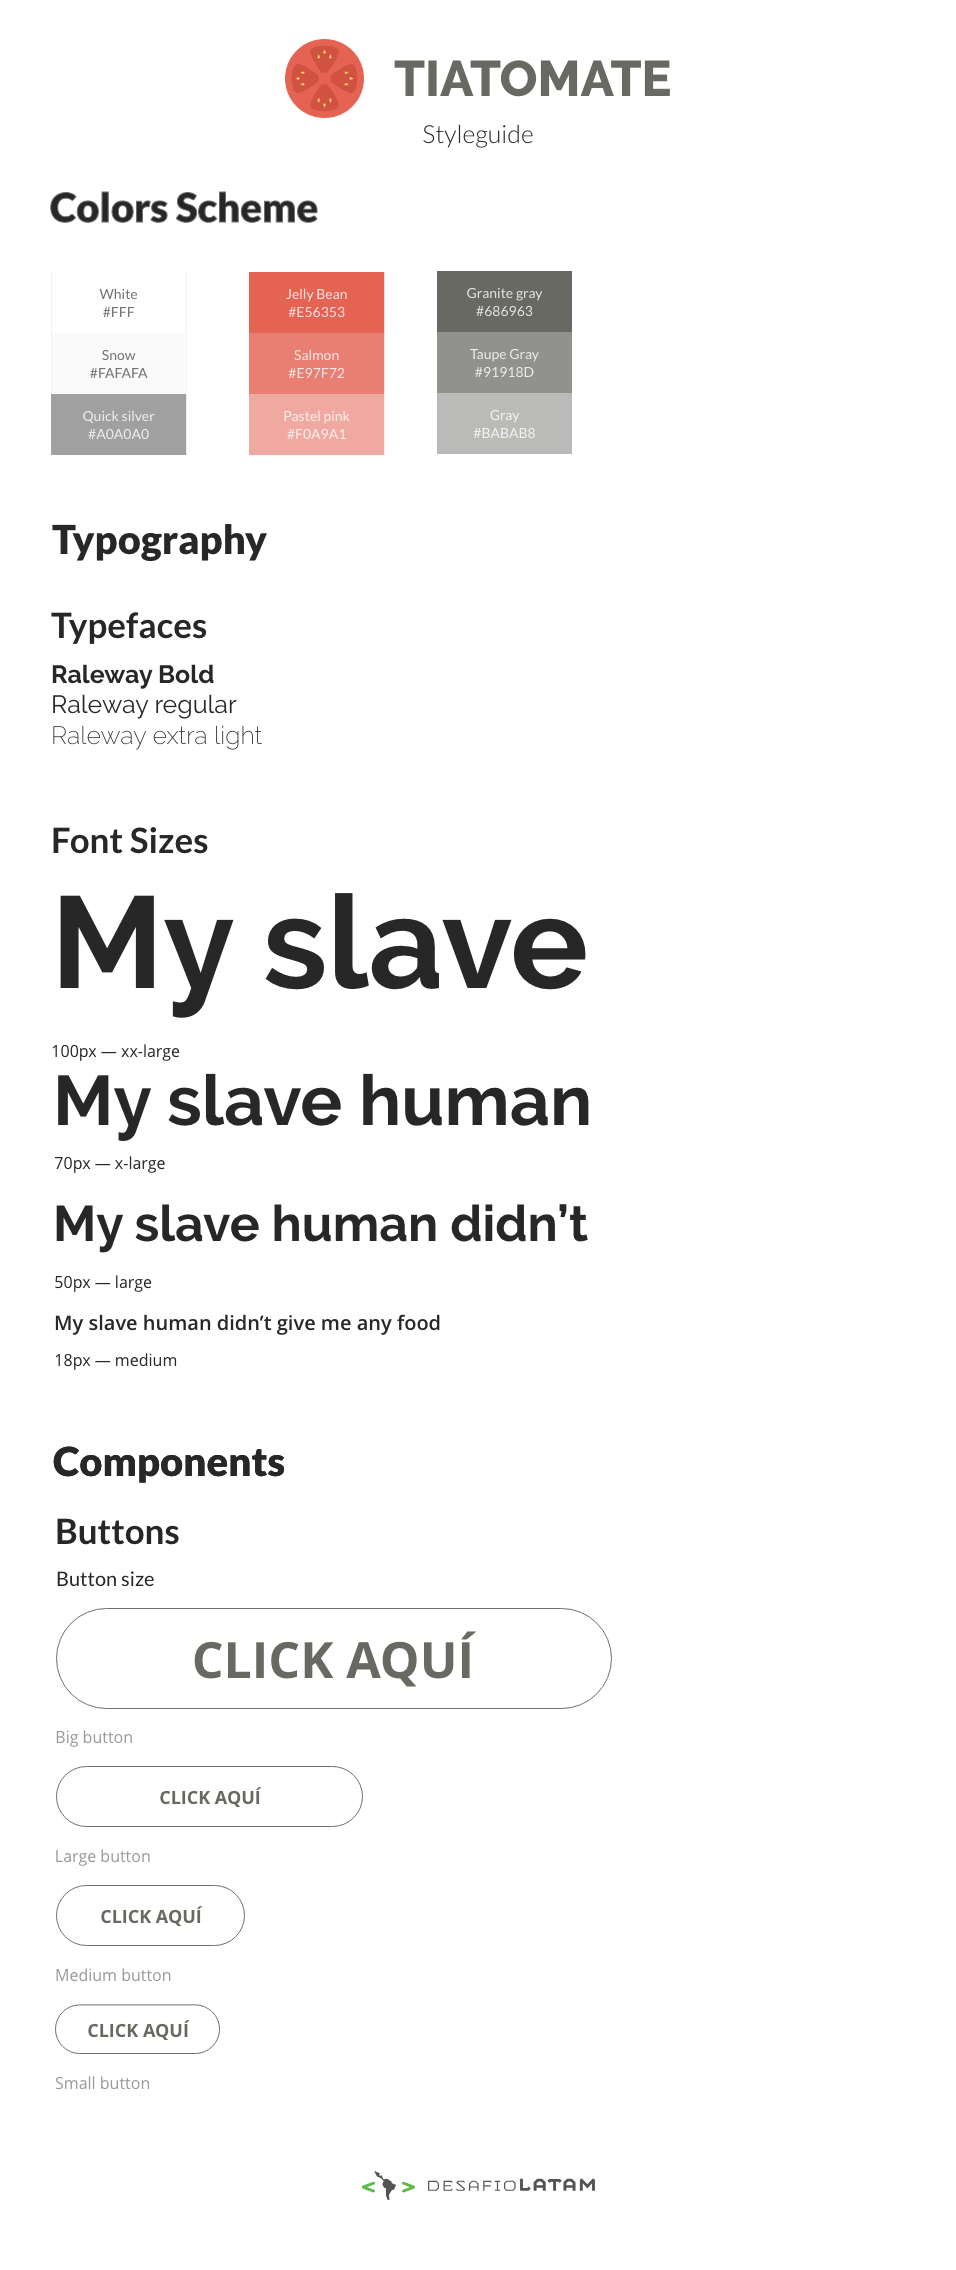 TIATOMATE
Styleguide
Colors Scheme
White
#FFF
Snow
#FAFAFA
Quick silver
#A0A0A0
Jelly Bean
#E56353
Salmon
#E97F72
Pastel pink
#F0A9A1
Granite gray
#686963
Taupe Gray
#91918D
Gray
#BABAB8
Typography
Typefaces
Raleway Bold
Raleway regular
Raleway extra light
Font Sizes
My slave
100px — xx-large
My slave human
70px — x-large
My slave human didn’t
50px — large
My slave human didn’t give me any food
18px — medium
Components
Buttons
Button size
CLICK AQUÍ
Big button
CLICK AQUÍ
Large button
CLICK AQUÍ
Medium button
CLICK AQUÍ
Small button
DESAFIOLATAM